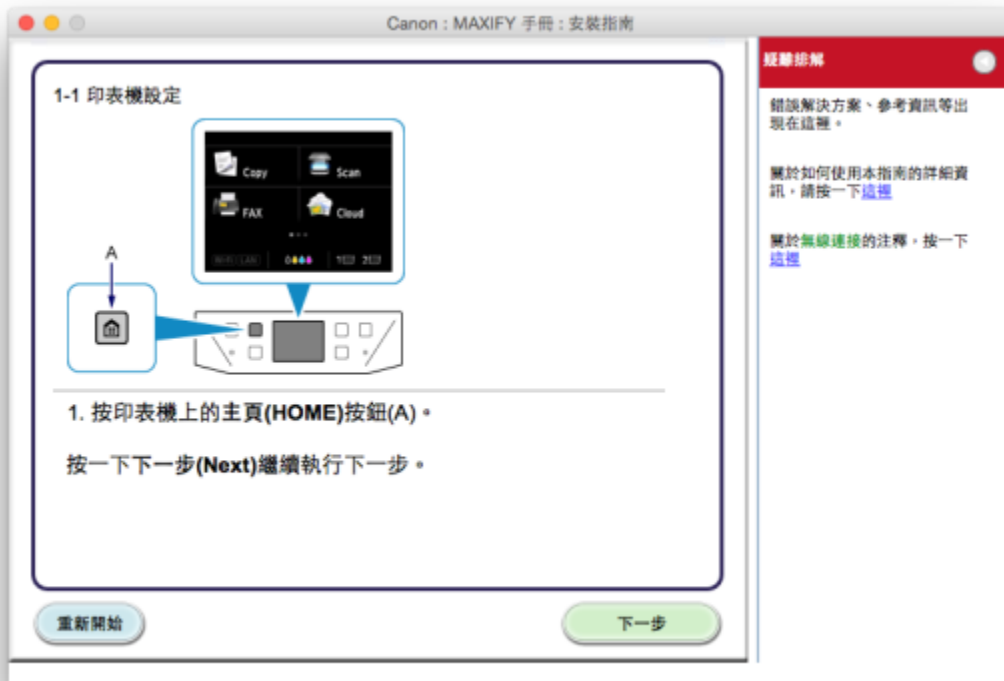 Canon : MAXIFY 手冊 : 安裝指南
1-1 印表機設定
Copy
Scan
FAX
Cloud
A
1. 按印表機上的主頁(HOME)按鈕(A)。
按一下下一步(Next)繼續執行下一步。
重新開始
下一步
疑難排解
錯誤解決方案、參考資訊等出
現在這裡。
關於如何使用本指南的詳細資
訊，請按一下這裡
關於無線連接的注釋，按一下
這裡